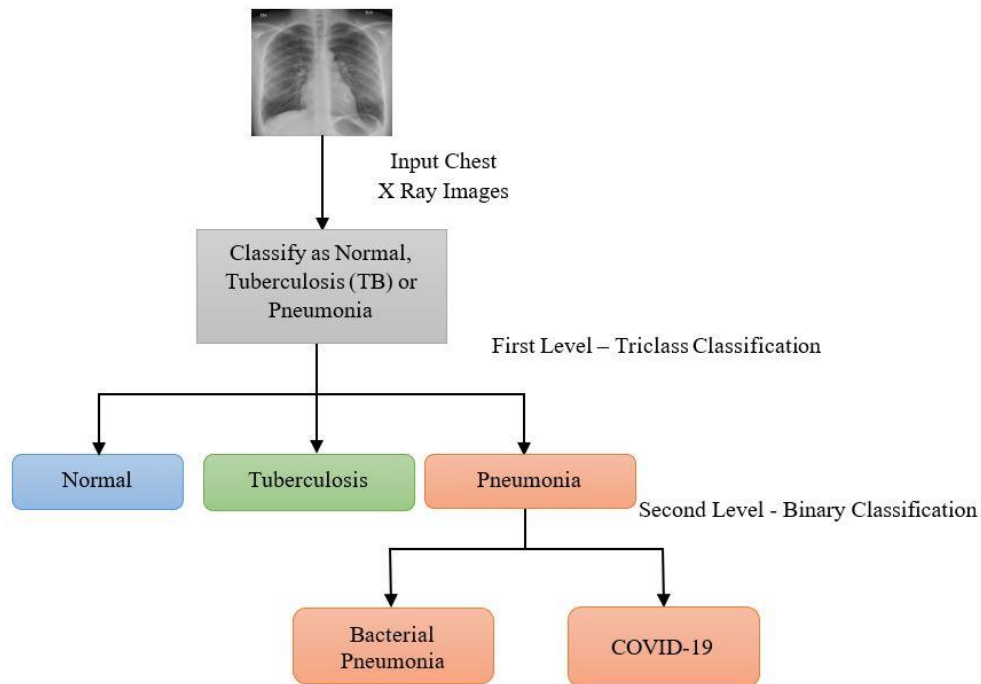 Input Chest
X Ray Images
Classify as Normal,
Tuberculosis (TB) or
Pneumonia
First Level – Triclass Classification
Normal
Tuberculosis
Pneumonia
Second Level - Binary Classification
Bacterial
Pneumonia
COVID-19